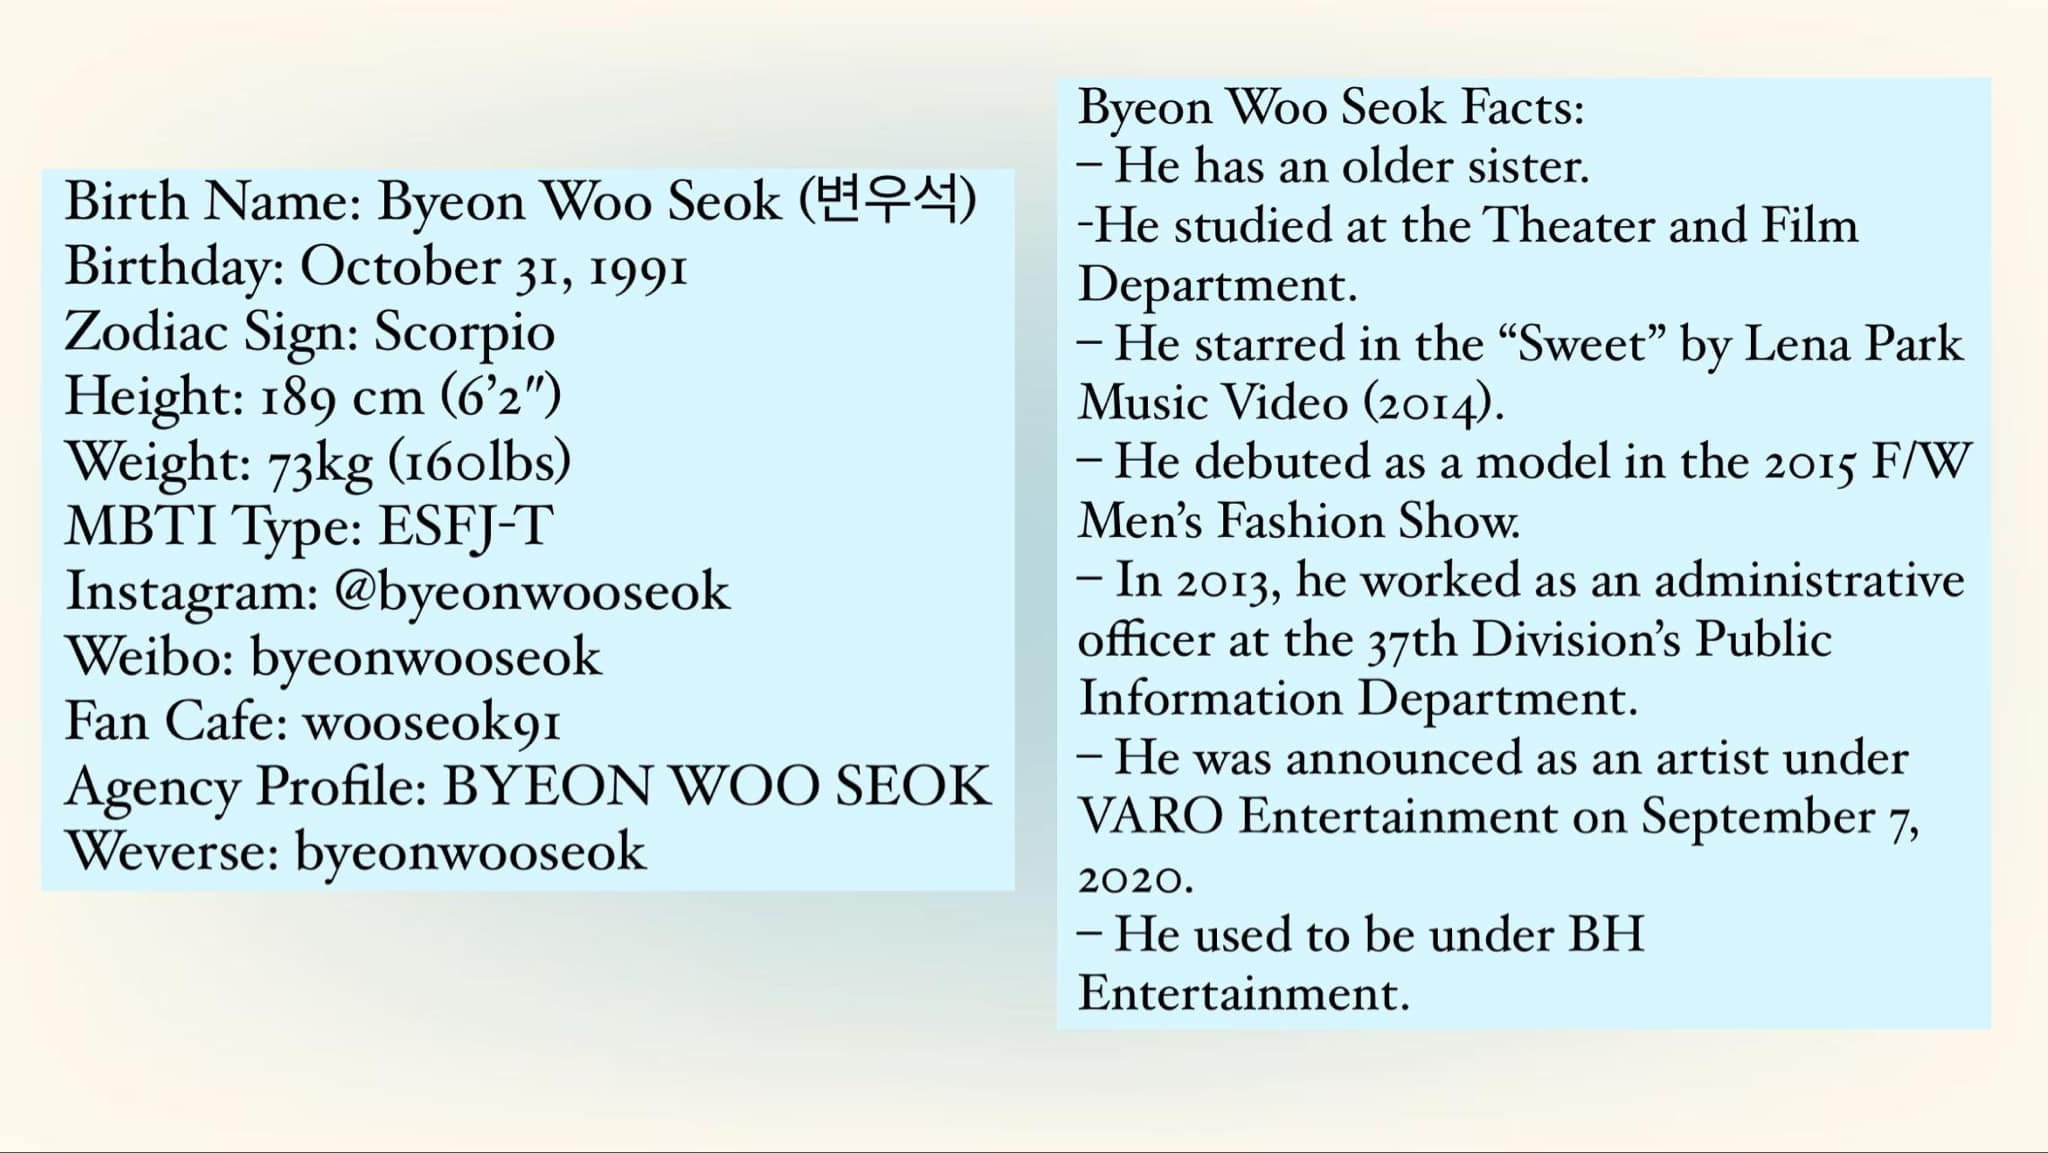 Birth Name: Byeon Woo Seok (변우석)
Birthday: October 31, 1991
Zodiac Sign: Scorpio
Height: 189 cm (6’2″)
Weight: 73kg (160lbs)
MBTI Type: ESFJ-T
Instagram: @byeonwooseok
Weibo: byeonwooseok
Fan Cafe: wooseok91
Agency Profile: BYEON WOO SEOK
Weverse: byeonwooseok
Byeon Woo Seok Facts:
– He has an older sister.
-He studied at the Theater and Film
Department.
– He starred in the “Sweet” by Lena Park
Music Video (2014).
– He debuted as a model in the 2015 F/W
Men’s Fashion Show.
– In 2013, he worked as an administrative
officer at the 37th Division’s Public
Information Department.
– He was announced as an artist under
VARO Entertainment on September 7,
2020.
– He used to be under BH
Entertainment.